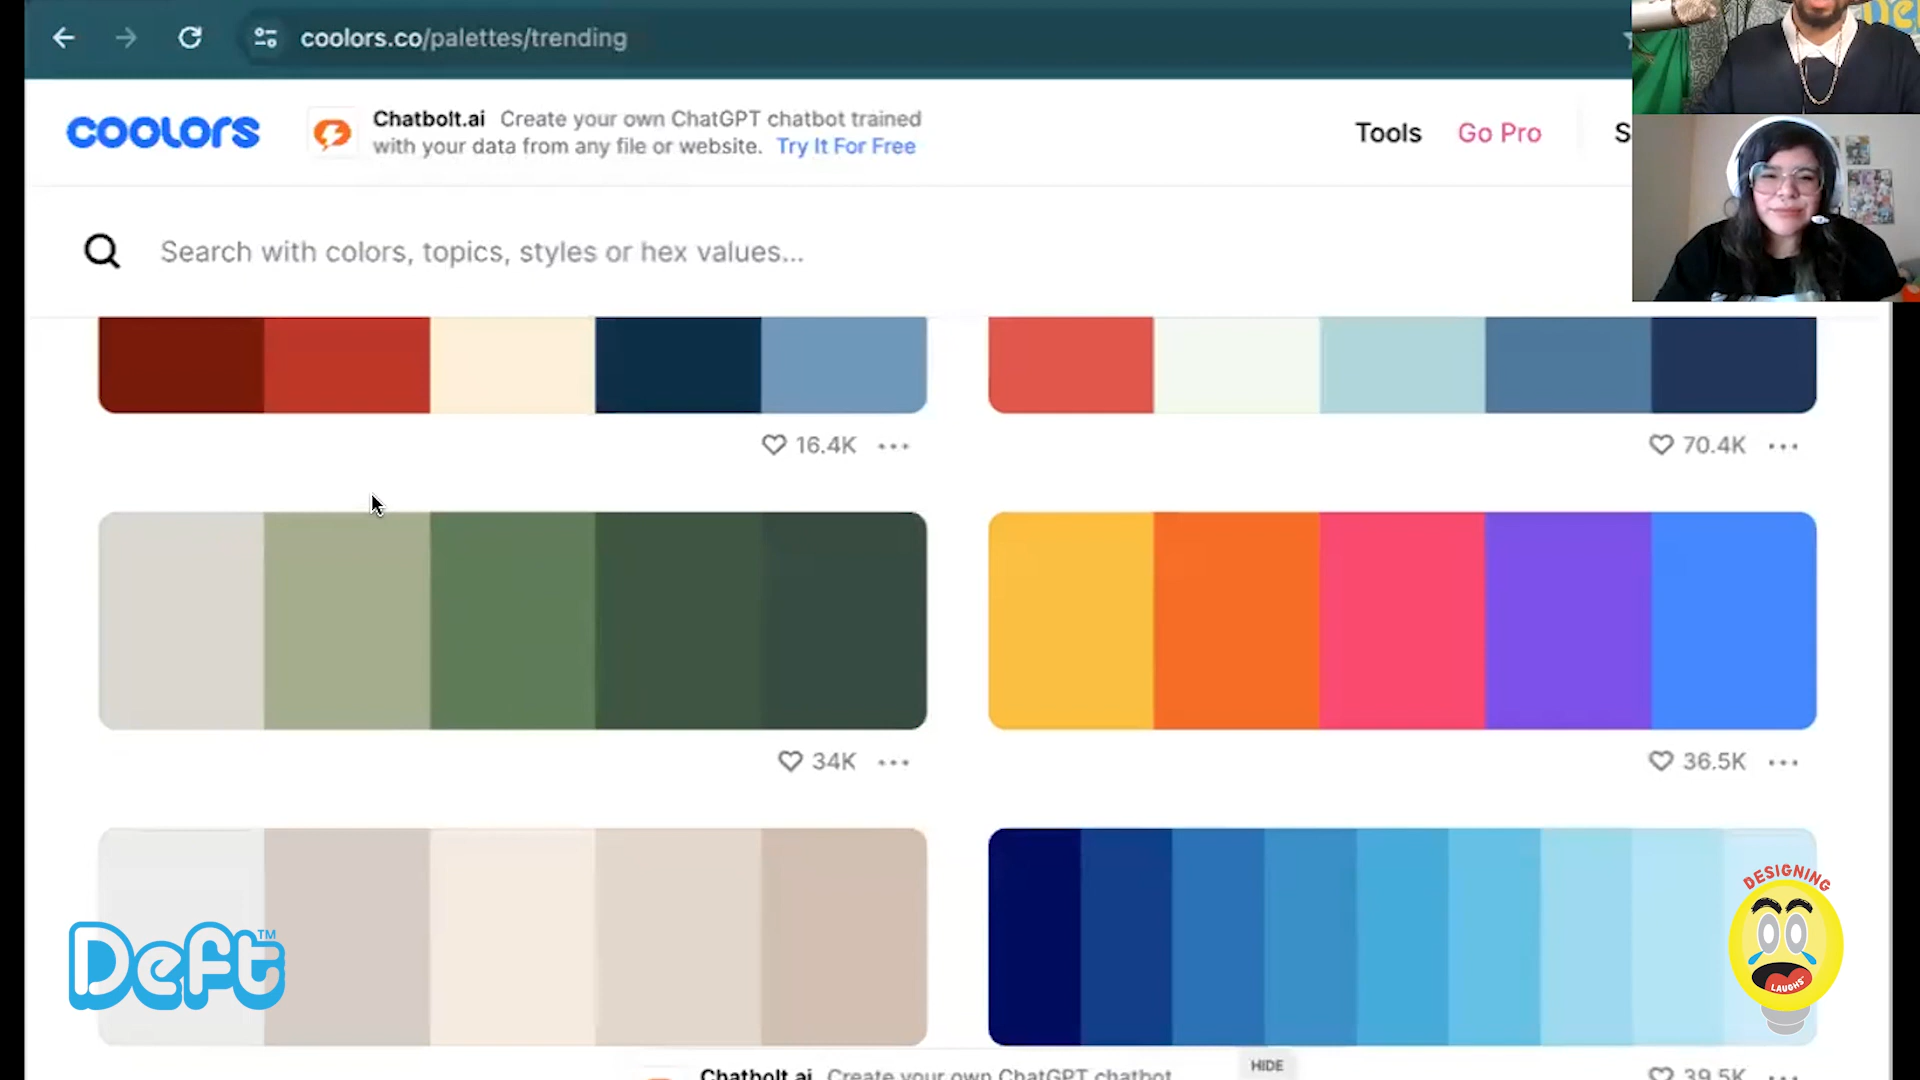 coolors.co/palettes/trending
coolors
Chatbolt.ai Create your own ChatGPT chatbot trained
with your data from any file or website. Try It For Free
Tools Go Pro S
Search with colors, topics, styles or hex values...
16.4K
70.4K
34K
36.5K
DESIGNING
LAUGHS
Deft™
HIDE
Chatbolt.ai Create your own ChatGPT chatbot
39.5K